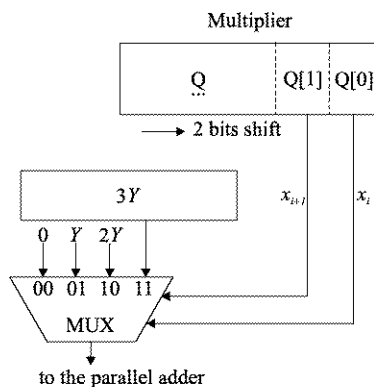 Multiplier
Q
...
Q[1]
Q[0]
2 bits shift
3Y
x_{i+1}
x_i
0 Y 2Y
00 01 10 11
MUX
to the parallel adder